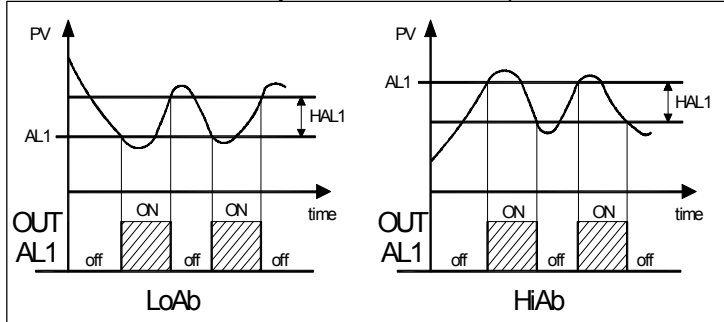 PV
HAL1
AL1
time
ON ON
OUT
AL1
off off off
LoAb
PV
AL1
HAL1
time
ON ON
OUT
AL1
off off off
HiAb